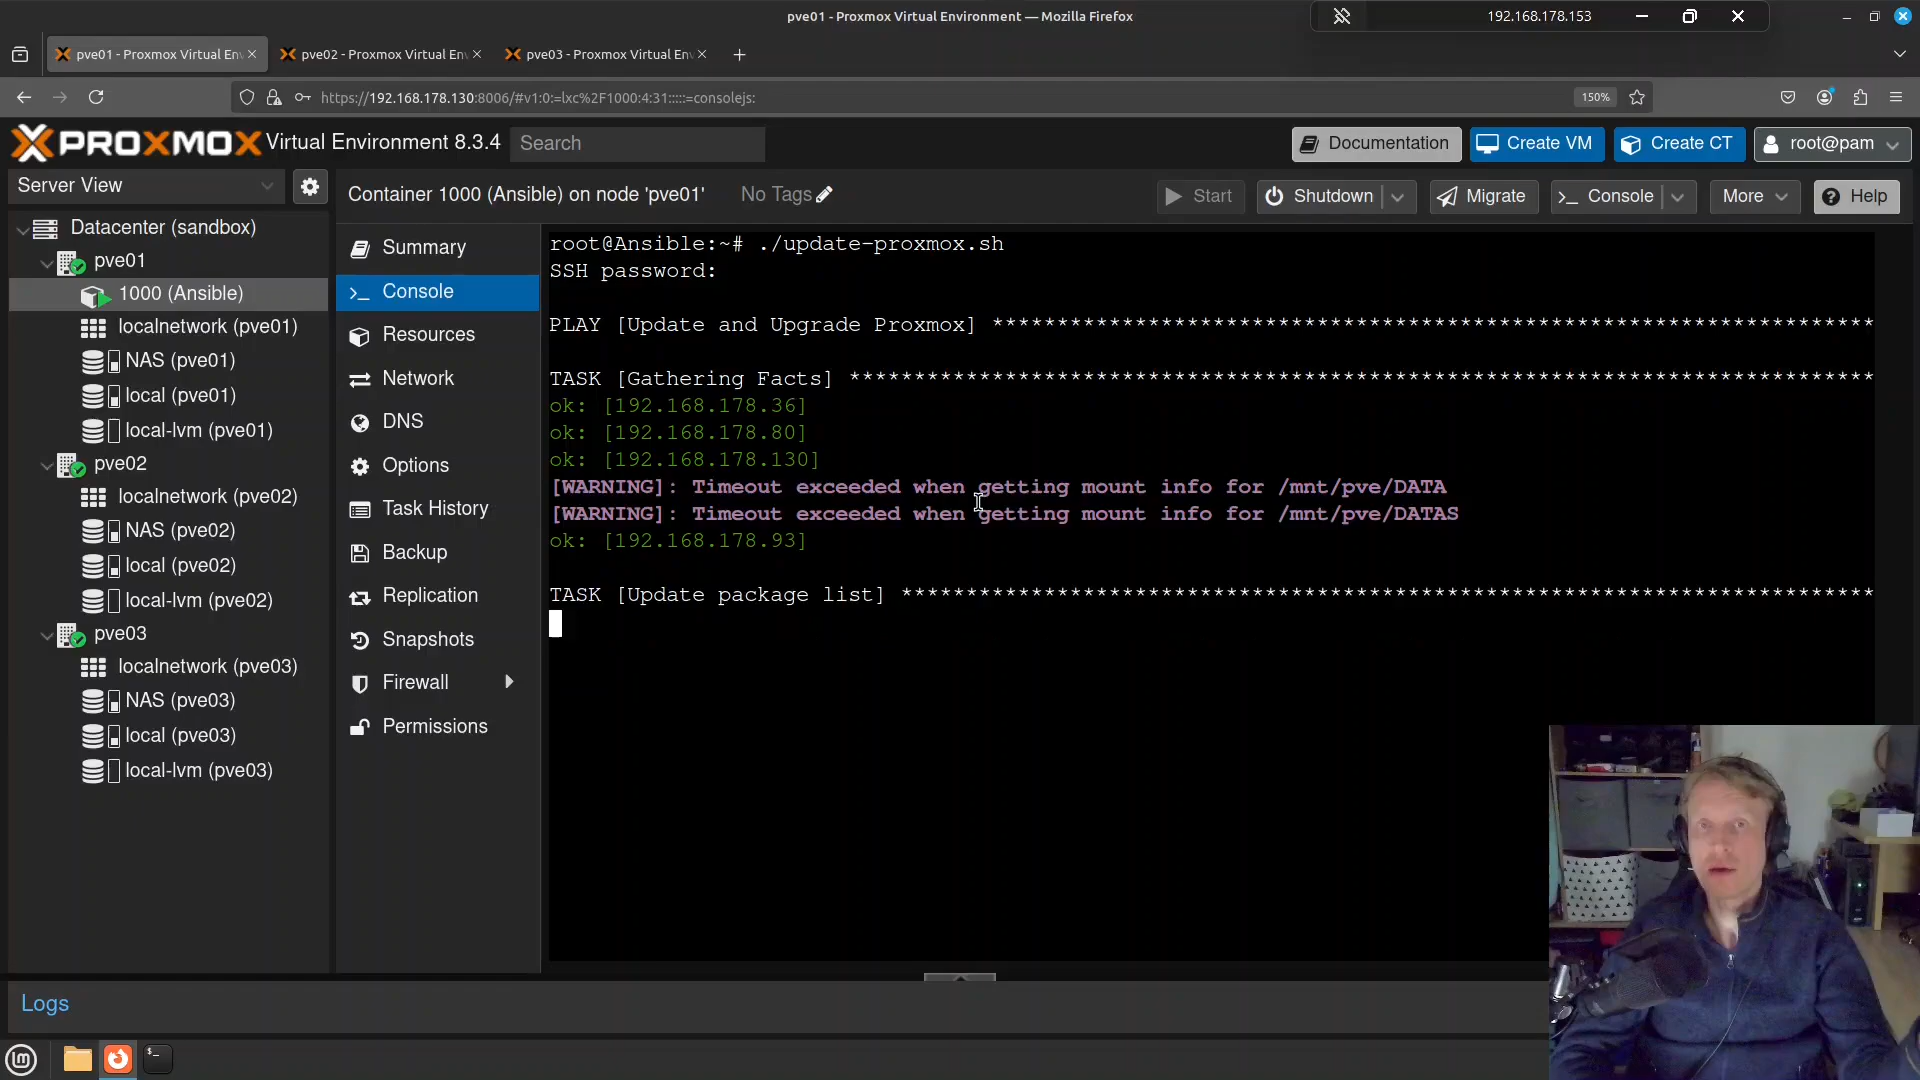 pve01 - Proxmox Virtual Environment — Mozilla Firefox
192.168.178.153
pve01 - Proxmox Virtual En
pve02 - Proxmox Virtual En
pve03 - Proxmox Virtual En
https://192.168.178.130:8006/#v1:0:=lxc%2F1000:4:31:::::=consolejs:
150%
PROXMOX Virtual Environment 8.3.4
Search
Documentation
Create VM
Create CT
root@pam
Server View
Container 1000 (Ansible) on node 'pve01'
No Tags
Start
Shutdown
Migrate
Console
More
Help
Datacenter (sandbox)
pve01
1000 (Ansible)
localnetwork (pve01)
NAS (pve01)
local (pve01)
local-lvm (pve01)
pve02
localnetwork (pve02)
NAS (pve02)
local (pve02)
local-lvm (pve02)
pve03
localnetwork (pve03)
NAS (pve03)
local (pve03)
local-lvm (pve03)
Summary
Console
Resources
Network
DNS
Options
Task History
Backup
Replication
Snapshots
Firewall
Permissions
root@Ansible:~# ./update-proxmox.sh
SSH password:
PLAY [Update and Upgrade Proxmox] ********************************************************************
TASK [Gathering Facts] *******************************************************************************
ok: [192.168.178.36]
ok: [192.168.178.80]
ok: [192.168.178.130]
[WARNING]: Timeout exceeded when getting mount info for /mnt/pve/DATA
[WARNING]: Timeout exceeded when getting mount info for /mnt/pve/DATAS
ok: [192.168.178.93]
TASK [Update package list] ***************************************************************************
Logs